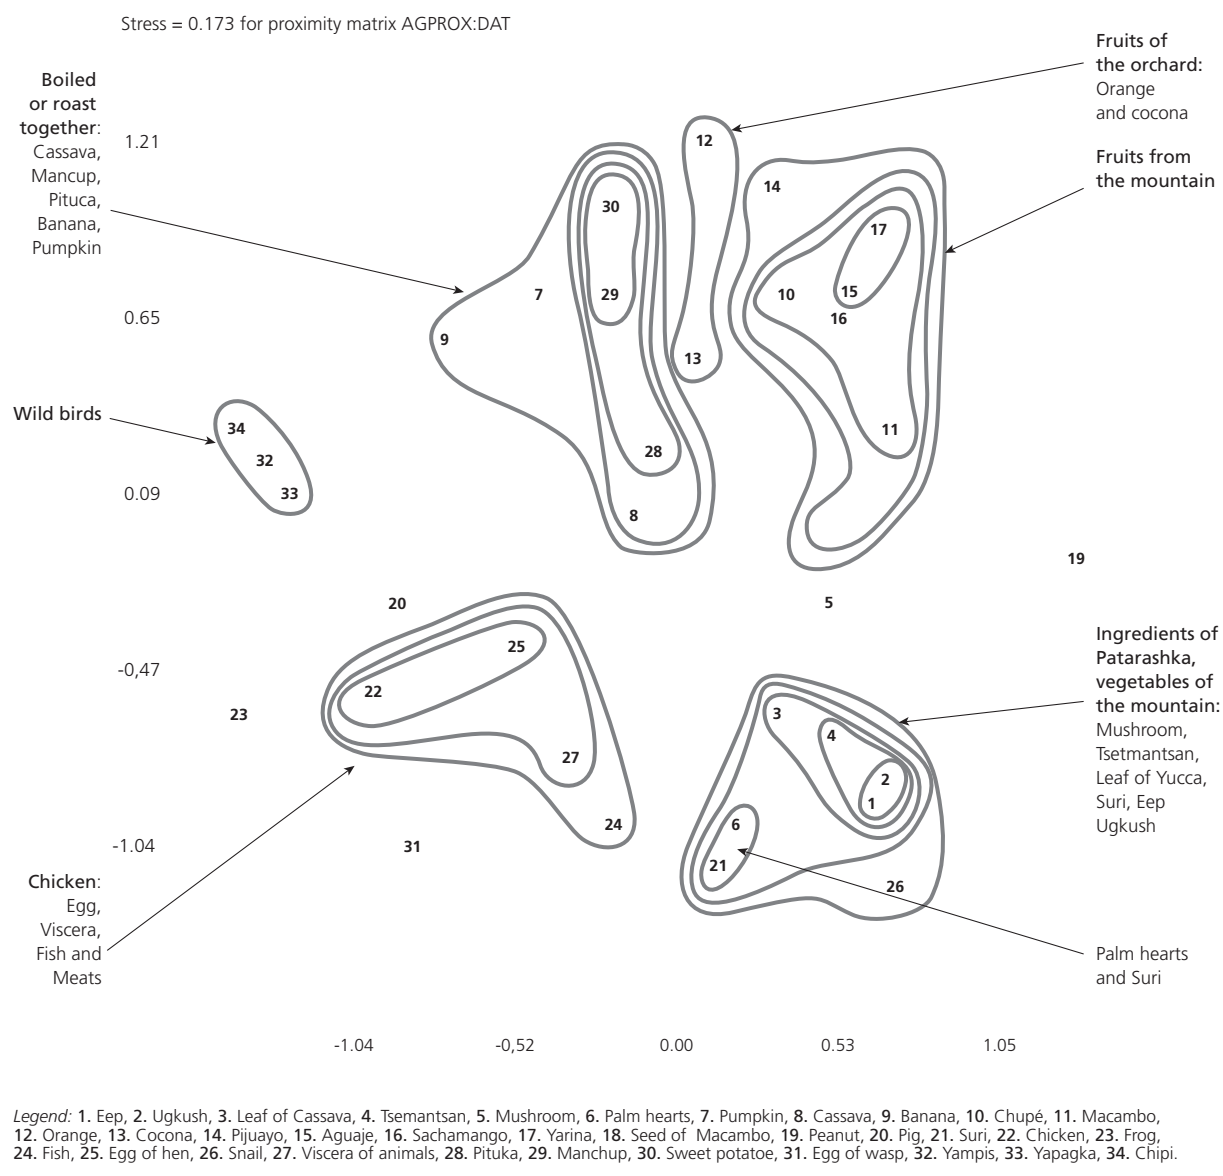 Stress = 0.173 for proximity matrix AGPROX:DAT
Fruits of
the orchard:
Orange
and cocona
Fruits from
the mountain
Boiled
or roast
together:
Cassava,
Mancup,
Pituca,
Banana,
Pumpkin
1.21
0.65
0.09
-0,47
-1.04
12
14
30
17
7
29
10
15
16
9
13
34
32
33
28
11
8
19
20
5
25
22
23
27
24
31
3
4
2
1
6
21
26
Wild birds
Ingredients of
Patarashka,
vegetables of
the mountain:
Mushroom,
Tsetmantsan,
Leaf of Yucca,
Suri, Eep
Ugkush
Chicken:
Egg,
Viscera,
Fish and
Meats
Palm hearts
and Suri
-1.04 -0,52 0.00 0.53 1.05
Legend: 1. Eep, 2. Ugkush, 3. Leaf of Cassava, 4. Tsemantsan, 5. Mushroom, 6. Palm hearts, 7. Pumpkin, 8. Cassava, 9. Banana, 10. Chupé, 11. Macambo,
12. Orange, 13. Cocona, 14. Pijuayo, 15. Aguaje, 16. Sachamango, 17. Yarina, 18. Seed of Macambo, 19. Peanut, 20. Pig, 21. Suri, 22. Chicken, 23. Frog,
24. Fish, 25. Egg of hen, 26. Snail, 27. Viscera of animals, 28. Pituka, 29. Manchup, 30. Sweet potatoe, 31. Egg of wasp, 32. Yampis, 33. Yapagka, 34. Chipi.